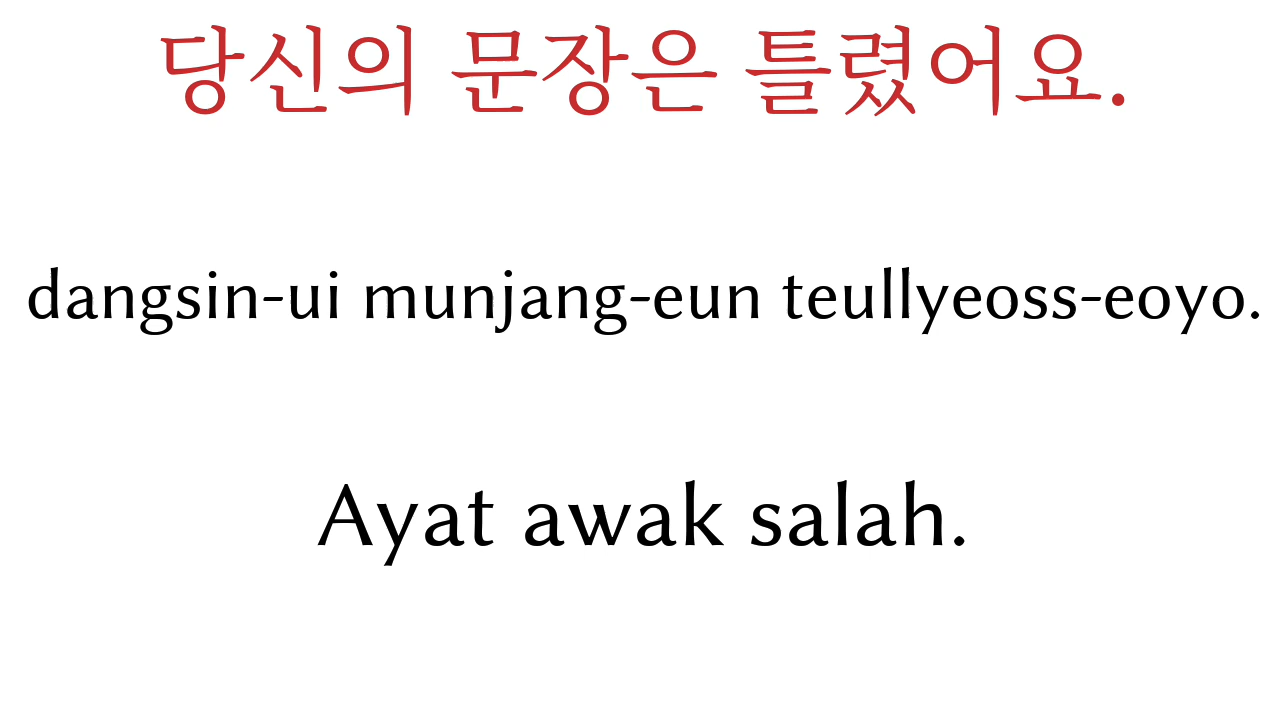 당신의 문장은 틀렸어요.
dangsin-ui munjang-eun teullyeoss-eoyo.
Ayat awak salah.